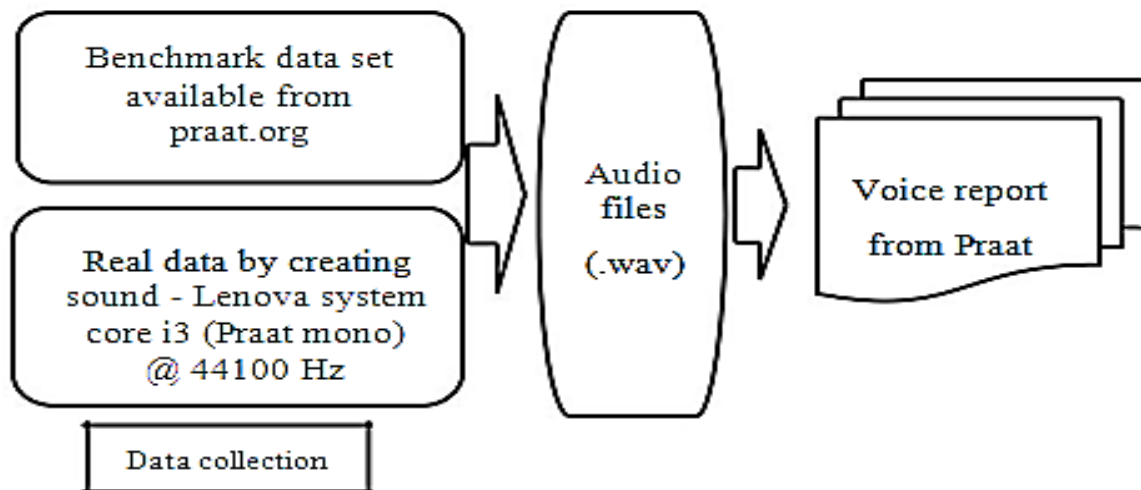 Benchmark data set
available from
praat.org
Real data by creating
sound - Lenova system
core i3 (Praat mono)
@ 44100 Hz
Data collection
Audio
files
(.wav)
Voice report
from Praat